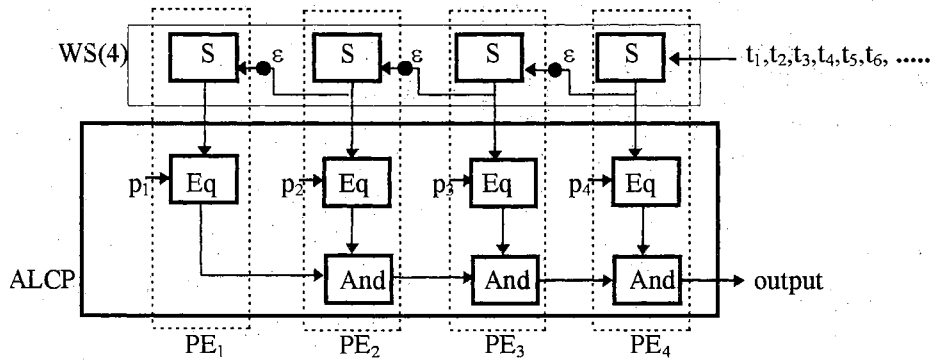 WS(4) S ε S ε S ε S t₁,t₂,t₃,t₄,t₅,t₆, .....
p₁ Eq p₂ Eq p₃ Eq p₄ Eq
ALCP And And And output
PE₁ PE₂ PE₃ PE₄